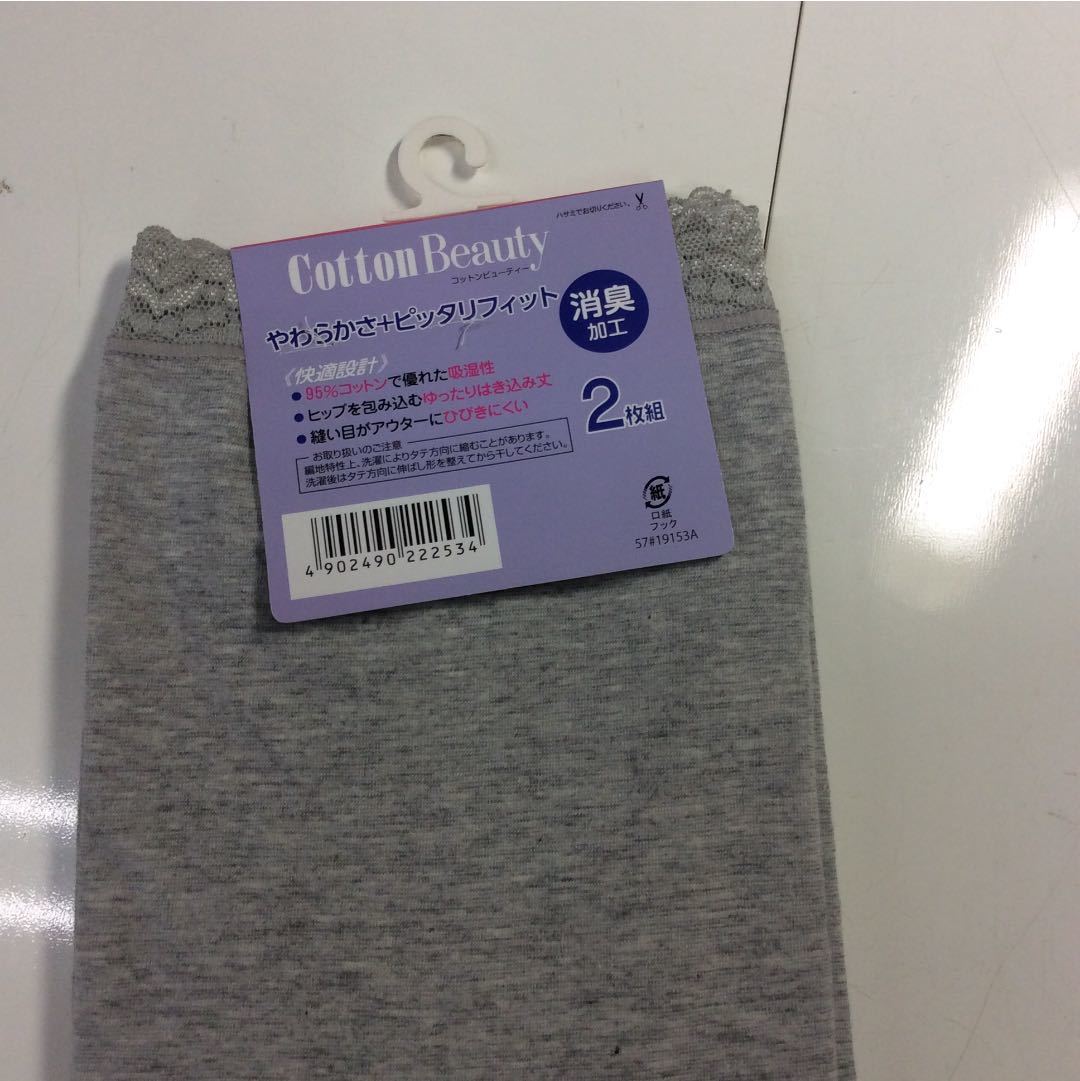 ハサミでお切りください。
Cotton Beauty
コットンビューティー
やわらかさ+ピッタリフィット
消臭
加工
《快適設計》
● 95%コットンで優れた吸湿性
● ヒップを包み込むゆったりはき込み丈
● 縫い目がアウターにひびきにくい
2枚組
お取り扱いのご注意
編地特性上、洗濯によりタテ方向に縮むことがあります。
洗濯後はタテ方向に伸ばし形を整えてから干してください。
紙
口紙
フック
57#19153A
4 902490 222534